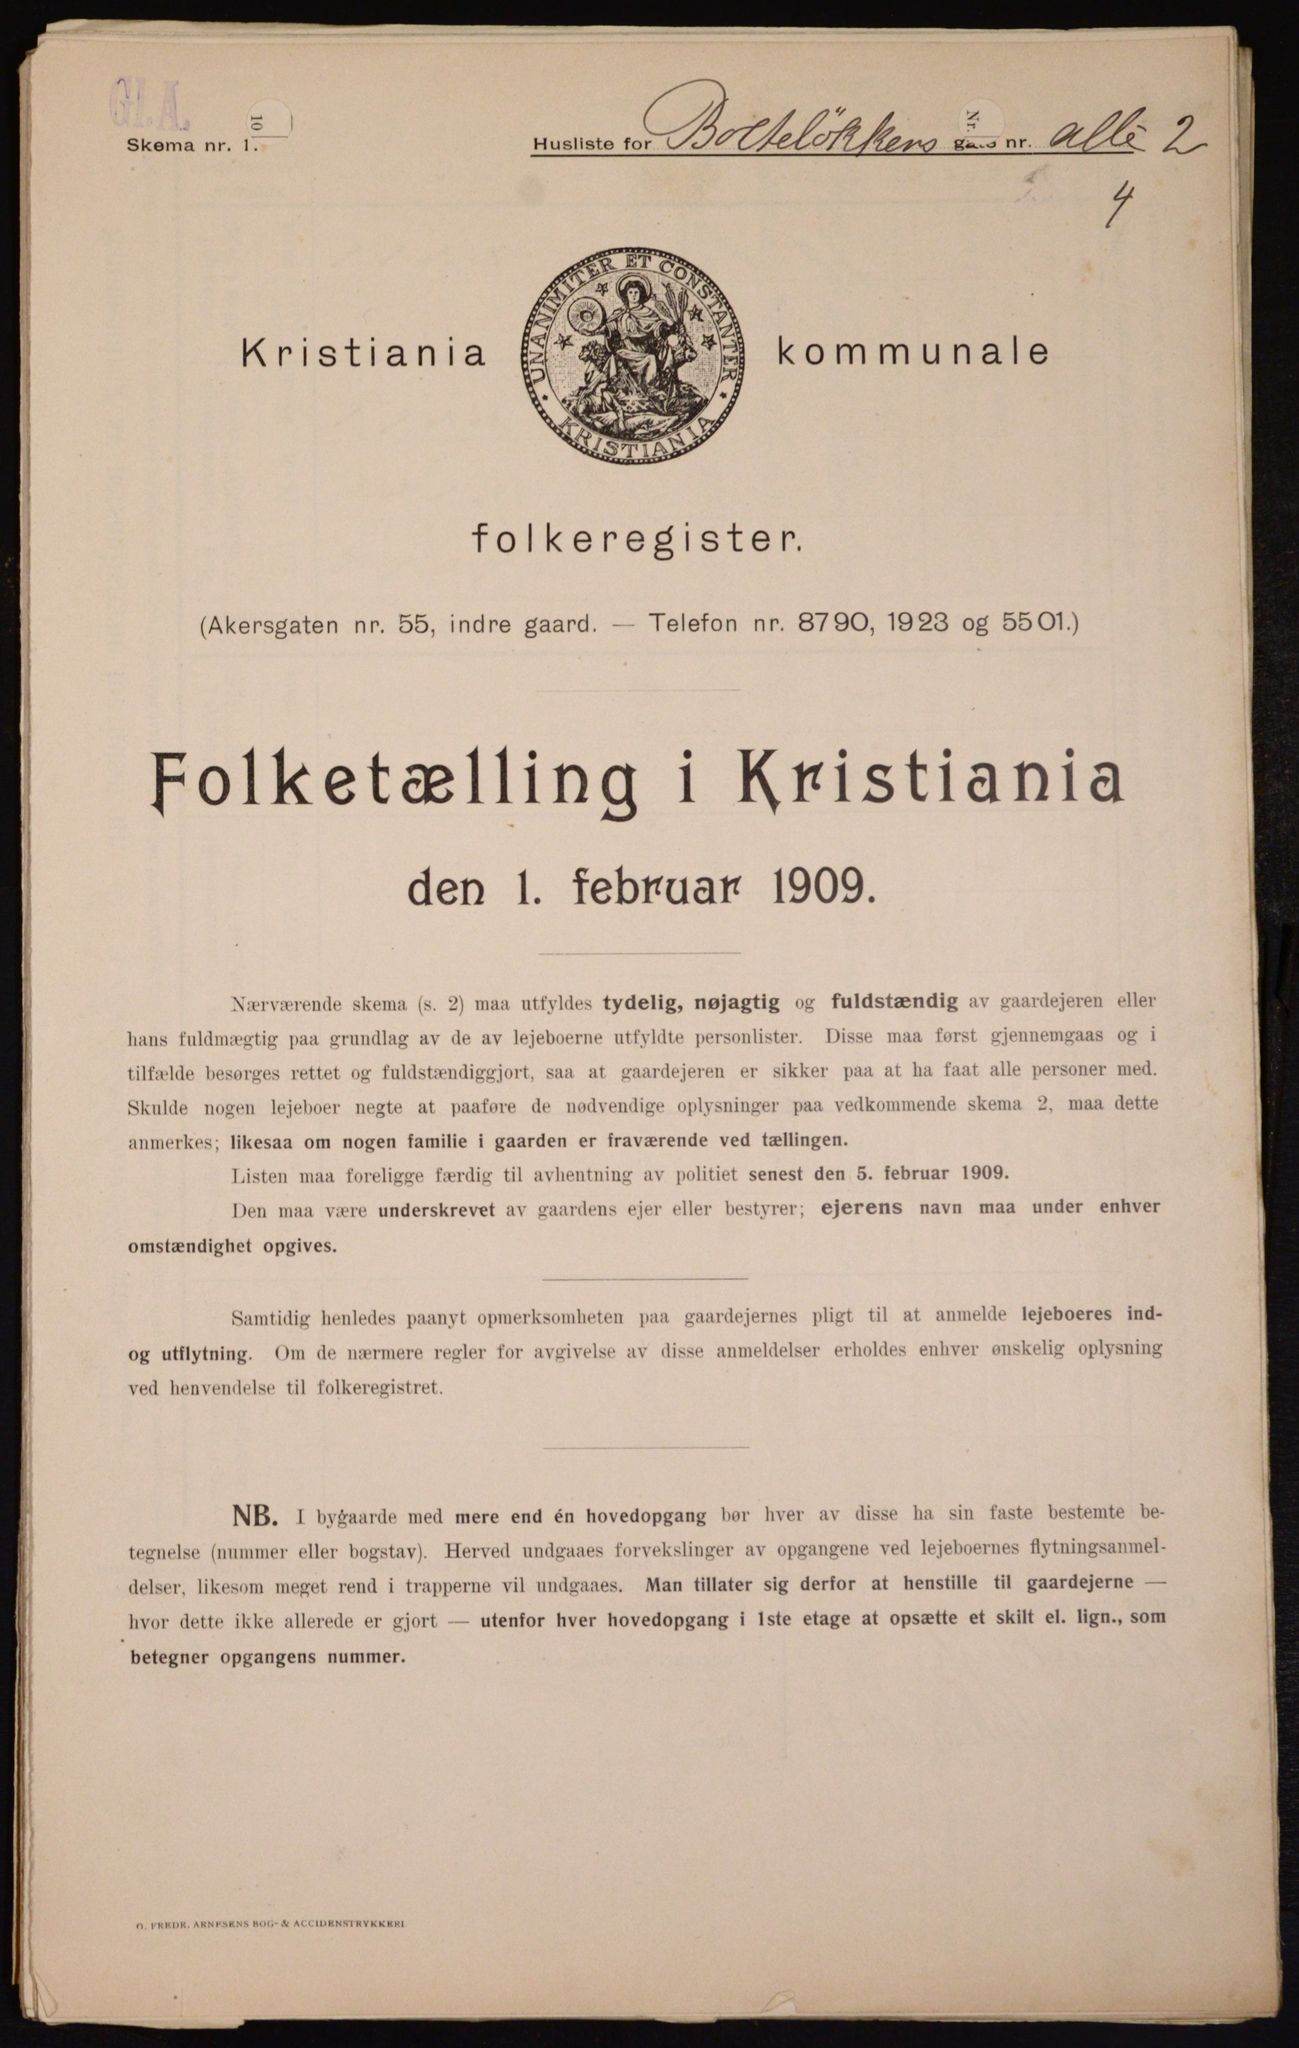 Gl. A.
Skema nr. 1.
10
Husliste for Bolteløkkens gate nr. allé 2
Nr.
4
UNANIMITER ET CONSTANTER
KRISTIANIA
Kristiania kommunale
folkeregister.
(Akersgaten nr. 55, indre gaard. — Telefon nr. 8790, 1923 og 5501.)
Folketælling i Kristiania
den 1. februar 1909.
Nærværende skema (s. 2) maa utfyldes tydelig, nøjagtig og fuldstændig av gaardejeren eller
hans fuldmægtig paa grundlag av de av lejeboerne utfyldte personlister. Disse maa først gjennemgaas og i
tilfælde besørges rettet og fuldstændiggjort, saa at gaardejeren er sikker paa at ha faat alle personer med.
Skulde nogen lejeboer negte at paaføre de nødvendige oplysninger paa vedkommende skema 2, maa dette
anmerkes; likesaa om nogen familie i gaarden er fraværende ved tællingen.
Listen maa foreligge færdig til avhentning av politiet senest den 5. februar 1909.
Den maa være underskrevet av gaardens ejer eller bestyrer; ejerens navn maa under enhver
omstændighet opgives.
Samtidig henledes paanyt opmerksomheten paa gaardejernes pligt til at anmelde lejeboeres ind-
og utflytning. Om de nærmere regler for avgivelse av disse anmeldelser erholdes enhver ønskelig oplysning
ved henvendelse til folkeregistret.
NB. I bygaarde med mere end én hovedopgang bør hver av disse ha sin faste bestemte be-
tegnelse (nummer eller bogstav). Herved undgaaes forvekslinger av opgangene ved lejeboernes flytningsanmel-
delser, likesom meget rend i trapperne vil undgaaes. Man tillater sig derfor at henstille til gaardejerne —
hvor dette ikke allerede er gjort — utenfor hver hovedopgang i 1ste etage at opsætte et skilt el. lign., som
betegner opgangens nummer.
O. FREDR. ARNESENS BOG- & ACCIDENSTRYKKERI